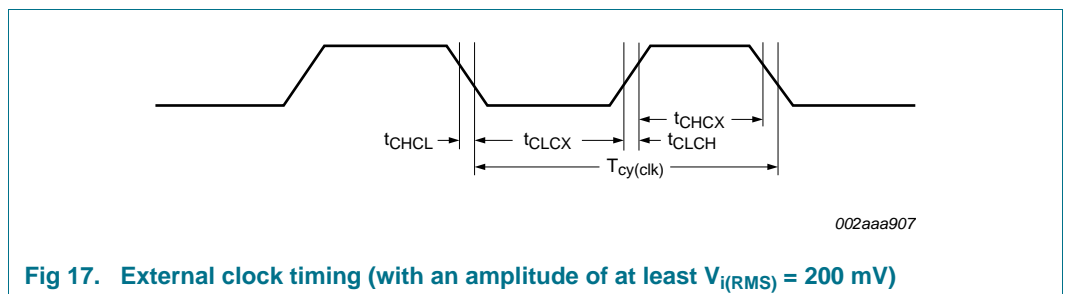 tCHCX
tCHCL
tCLCX
tCLCH
Tcy(clk)
002aaa907
Fig 17. External clock timing (with an amplitude of at least Vi(RMS) = 200 mV)